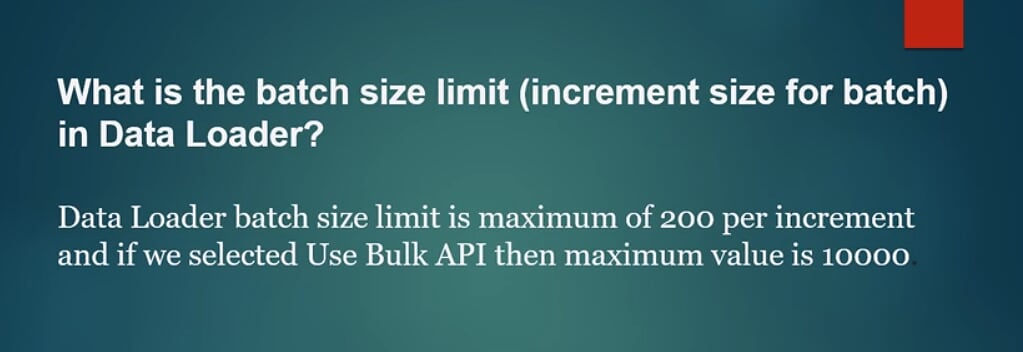 What is the batch size limit (increment size for batch)
in Data Loader?
Data Loader batch size limit is maximum of 200 per increment
and if we selected Use Bulk API then maximum value is 10000.